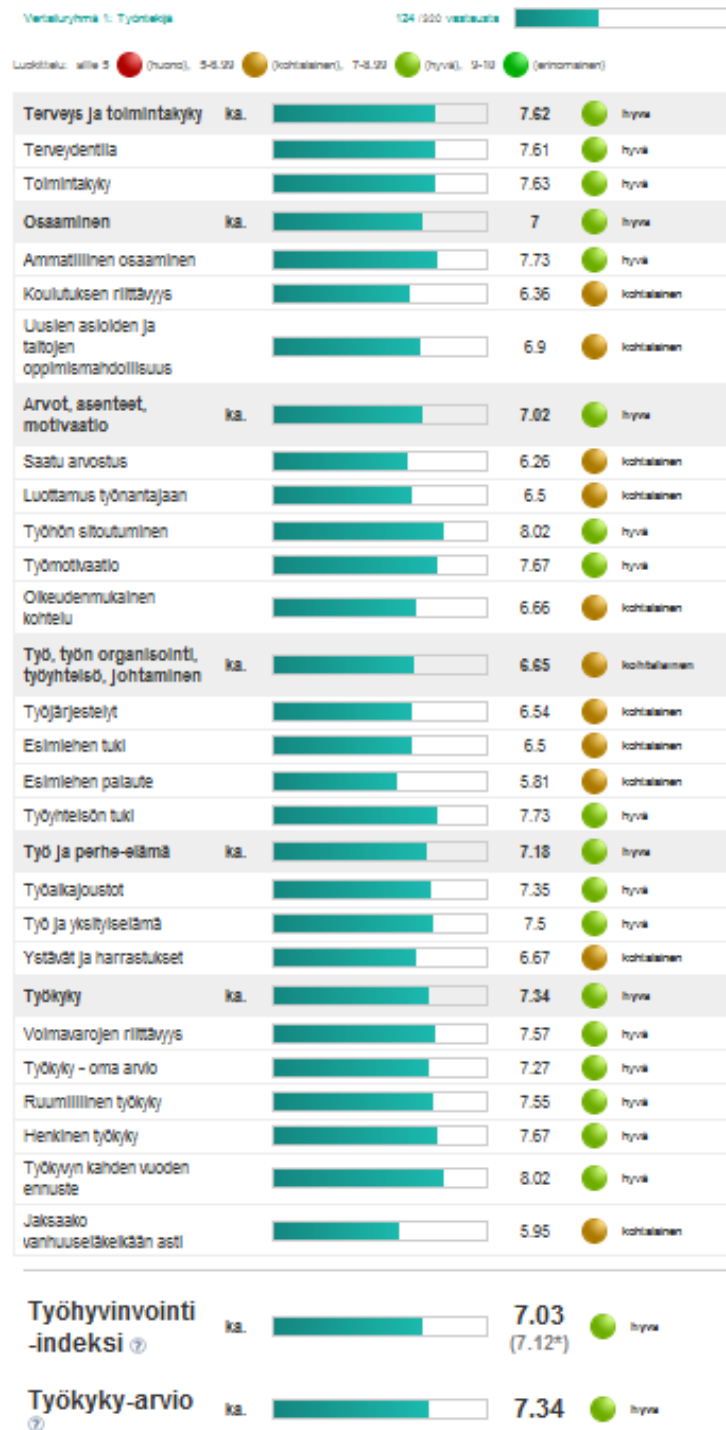 Vertailuryhmä 1: Työntekijä 124 /320 vastausta
Luokittelu: alle 5 (huono), 5-6.99 (kohtalainen), 7-8.99 (hyvä), 9-10 (erinomainen)
Terveys ja toimintakyky ka. 7.62 hyvä
Terveydentila 7.61 hyvä
Toimintakyky 7.63 hyvä
Osaaminen ka. 7 hyvä
Ammatillinen osaaminen 7.73 hyvä
Koulutuksen riittävyys 6.36 kohtalainen
Uusien asioiden ja
taitojen
oppimismahdollisuus 6.9 kohtalainen
Arvot, asenteet,
motivaatio ka. 7.02 hyvä
Saatu arvostus 6.26 kohtalainen
Luottamus työnantajaan 6.5 kohtalainen
Työhön sitoutuminen 8.02 hyvä
Työmotivaatio 7.67 hyvä
Oikeudenmukainen
kohtelu 6.66 kohtalainen
Työ, työn organisointi,
työyhteisö, johtaminen ka. 6.65 kohtalainen
Työjärjestelyt 6.54 kohtalainen
Esimiehen tuki 6.5 kohtalainen
Esimiehen palaute 5.81 kohtalainen
Työyhteisön tuki 7.73 hyvä
Työ ja perhe-elämä ka. 7.18 hyvä
Työaikajoustot 7.35 hyvä
Työ ja yksityiselämä 7.5 hyvä
Ystävät ja harrastukset 6.67 kohtalainen
Työkyky ka. 7.34 hyvä
Voimavarojen riittävyys 7.57 hyvä
Työkyky - oma arvio 7.27 hyvä
Ruumiillinen työkyky 7.55 hyvä
Henkinen työkyky 7.67 hyvä
Työkyvyn kahden vuoden
ennuste 8.02 hyvä
Jaksaako
vanhuuseläkeikään asti 5.95 kohtalainen
Työhyvinvointi
-indeksi ? ka. 7.03 hyvä
(7.12*)
Työkyky-arvio
? ka. 7.34 hyvä